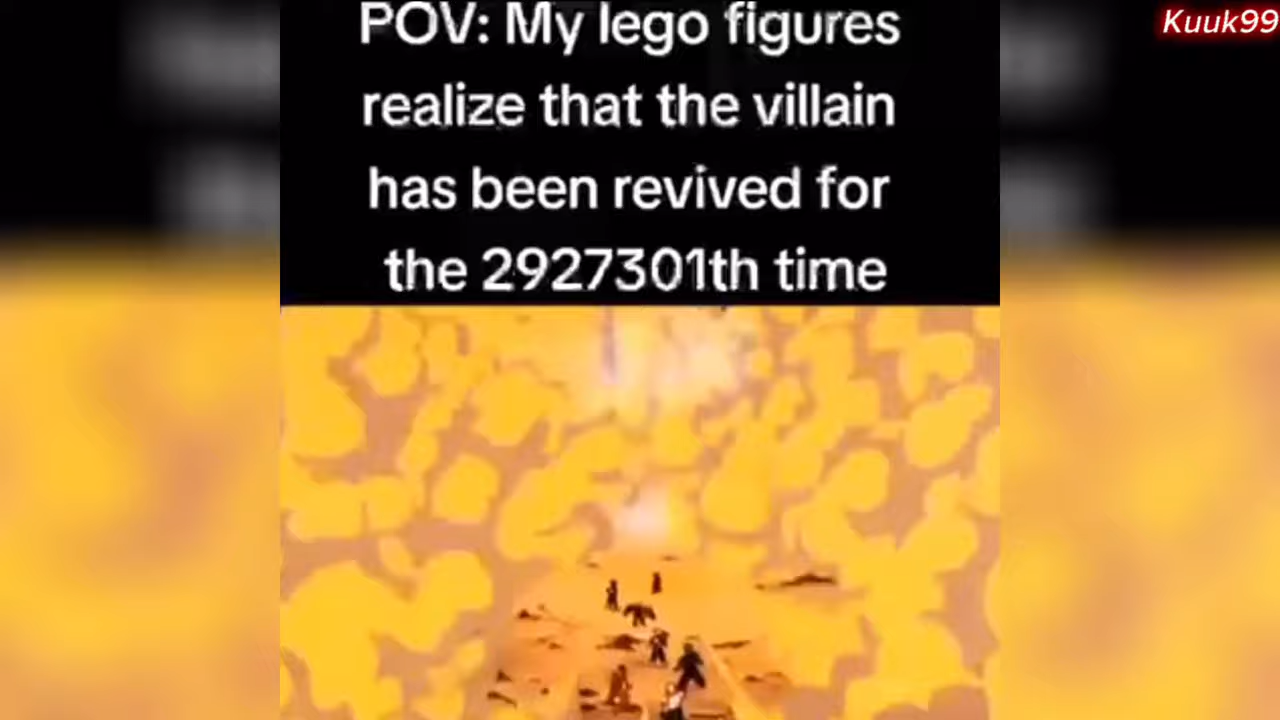 POV: My lego figures
realize that the villain
has been revived for
the 2927301th time
Kuuk99